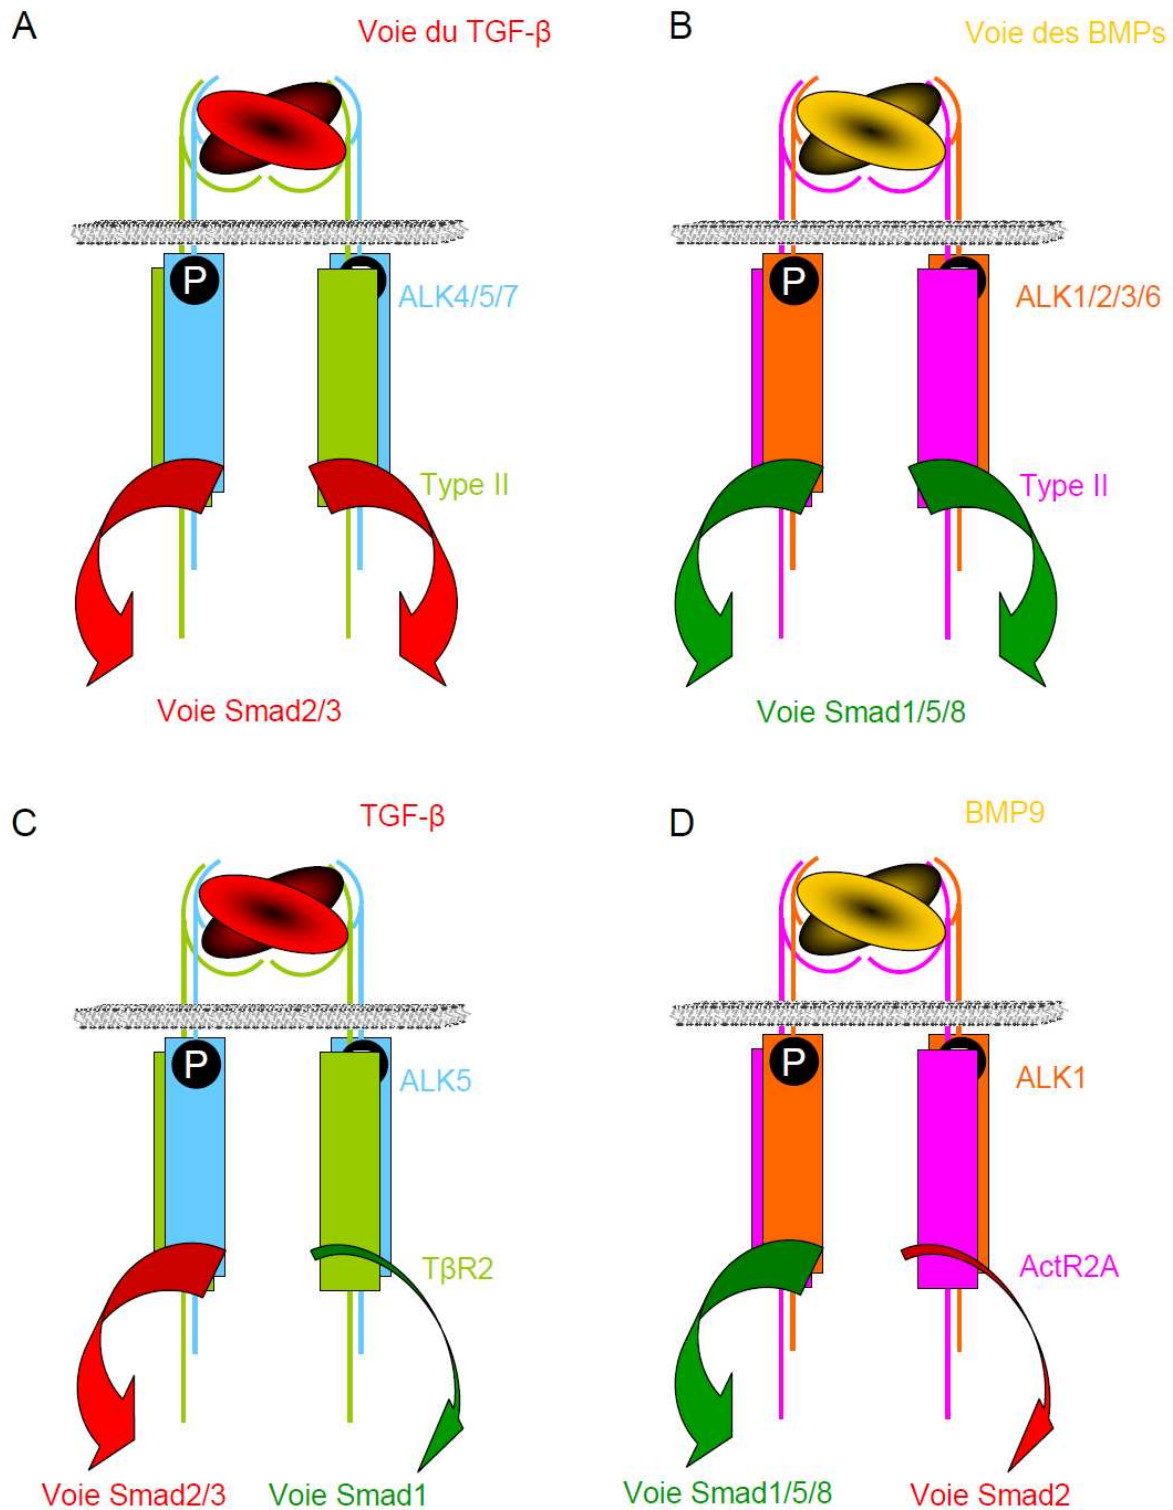 A
Voie du TGF-β
P
ALK4/5/7
Type II
Voie Smad2/3
B
Voie des BMPs
P
ALK1/2/3/6
Type II
Voie Smad1/5/8
C
TGF-β
P
ALK5
TβR2
Voie Smad2/3
Voie Smad1
D
BMP9
P
ALK1
ActR2A
Voie Smad1/5/8
Voie Smad2